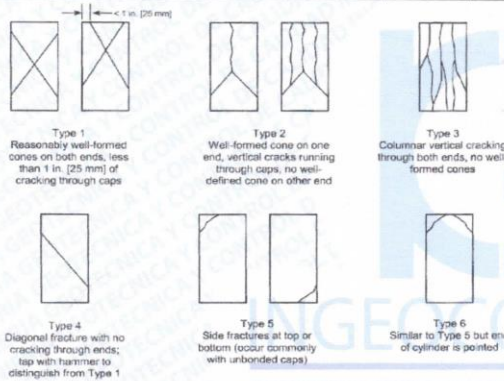 < 1 in. [25 mm]
Type 1
Reasonably well-formed
cones on both ends, less
than 1 in. [25 mm] of
cracking through caps
Type 2
Well-formed cone on one
end, vertical cracks running
through caps, no well-
defined cone on other end
Type 3
Columnar vertical cracking
through both ends, no well-
formed cones
Type 4
Diagonal fracture with no
cracking through ends;
tap with hammer to
distinguish from Type 1
Type 5
Side fractures at top or
bottom (occur commonly
with unbonded caps)
Type 6
Similar to Type 5 but end
of cylinder is pointed
INGEOCO